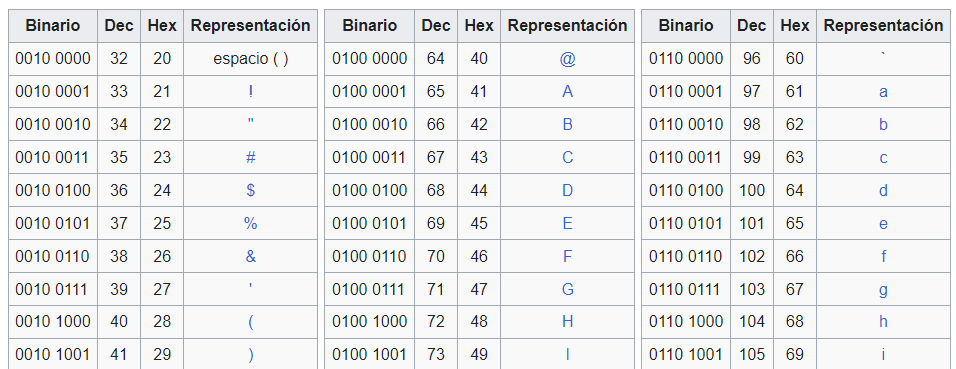 Binario Dec Hex Representación Binario Dec Hex Representación Binario Dec Hex Representación
0010 0000 32 20 espacio ( ) 0100 0000 64 40 @ 0110 0000 96 60 `
0010 0001 33 21 ! 0100 0001 65 41 A 0110 0001 97 61 a
0010 0010 34 22 " 0100 0010 66 42 B 0110 0010 98 62 b
0010 0011 35 23 # 0100 0011 67 43 C 0110 0011 99 63 c
0010 0100 36 24 $ 0100 0100 68 44 D 0110 0100 100 64 d
0010 0101 37 25 % 0100 0101 69 45 E 0110 0101 101 65 e
0010 0110 38 26 & 0100 0110 70 46 F 0110 0110 102 66 f
0010 0111 39 27 ' 0100 0111 71 47 G 0110 0111 103 67 g
0010 1000 40 28 ( 0100 1000 72 48 H 0110 1000 104 68 h
0010 1001 41 29 ) 0100 1001 73 49 I 0110 1001 105 69 i